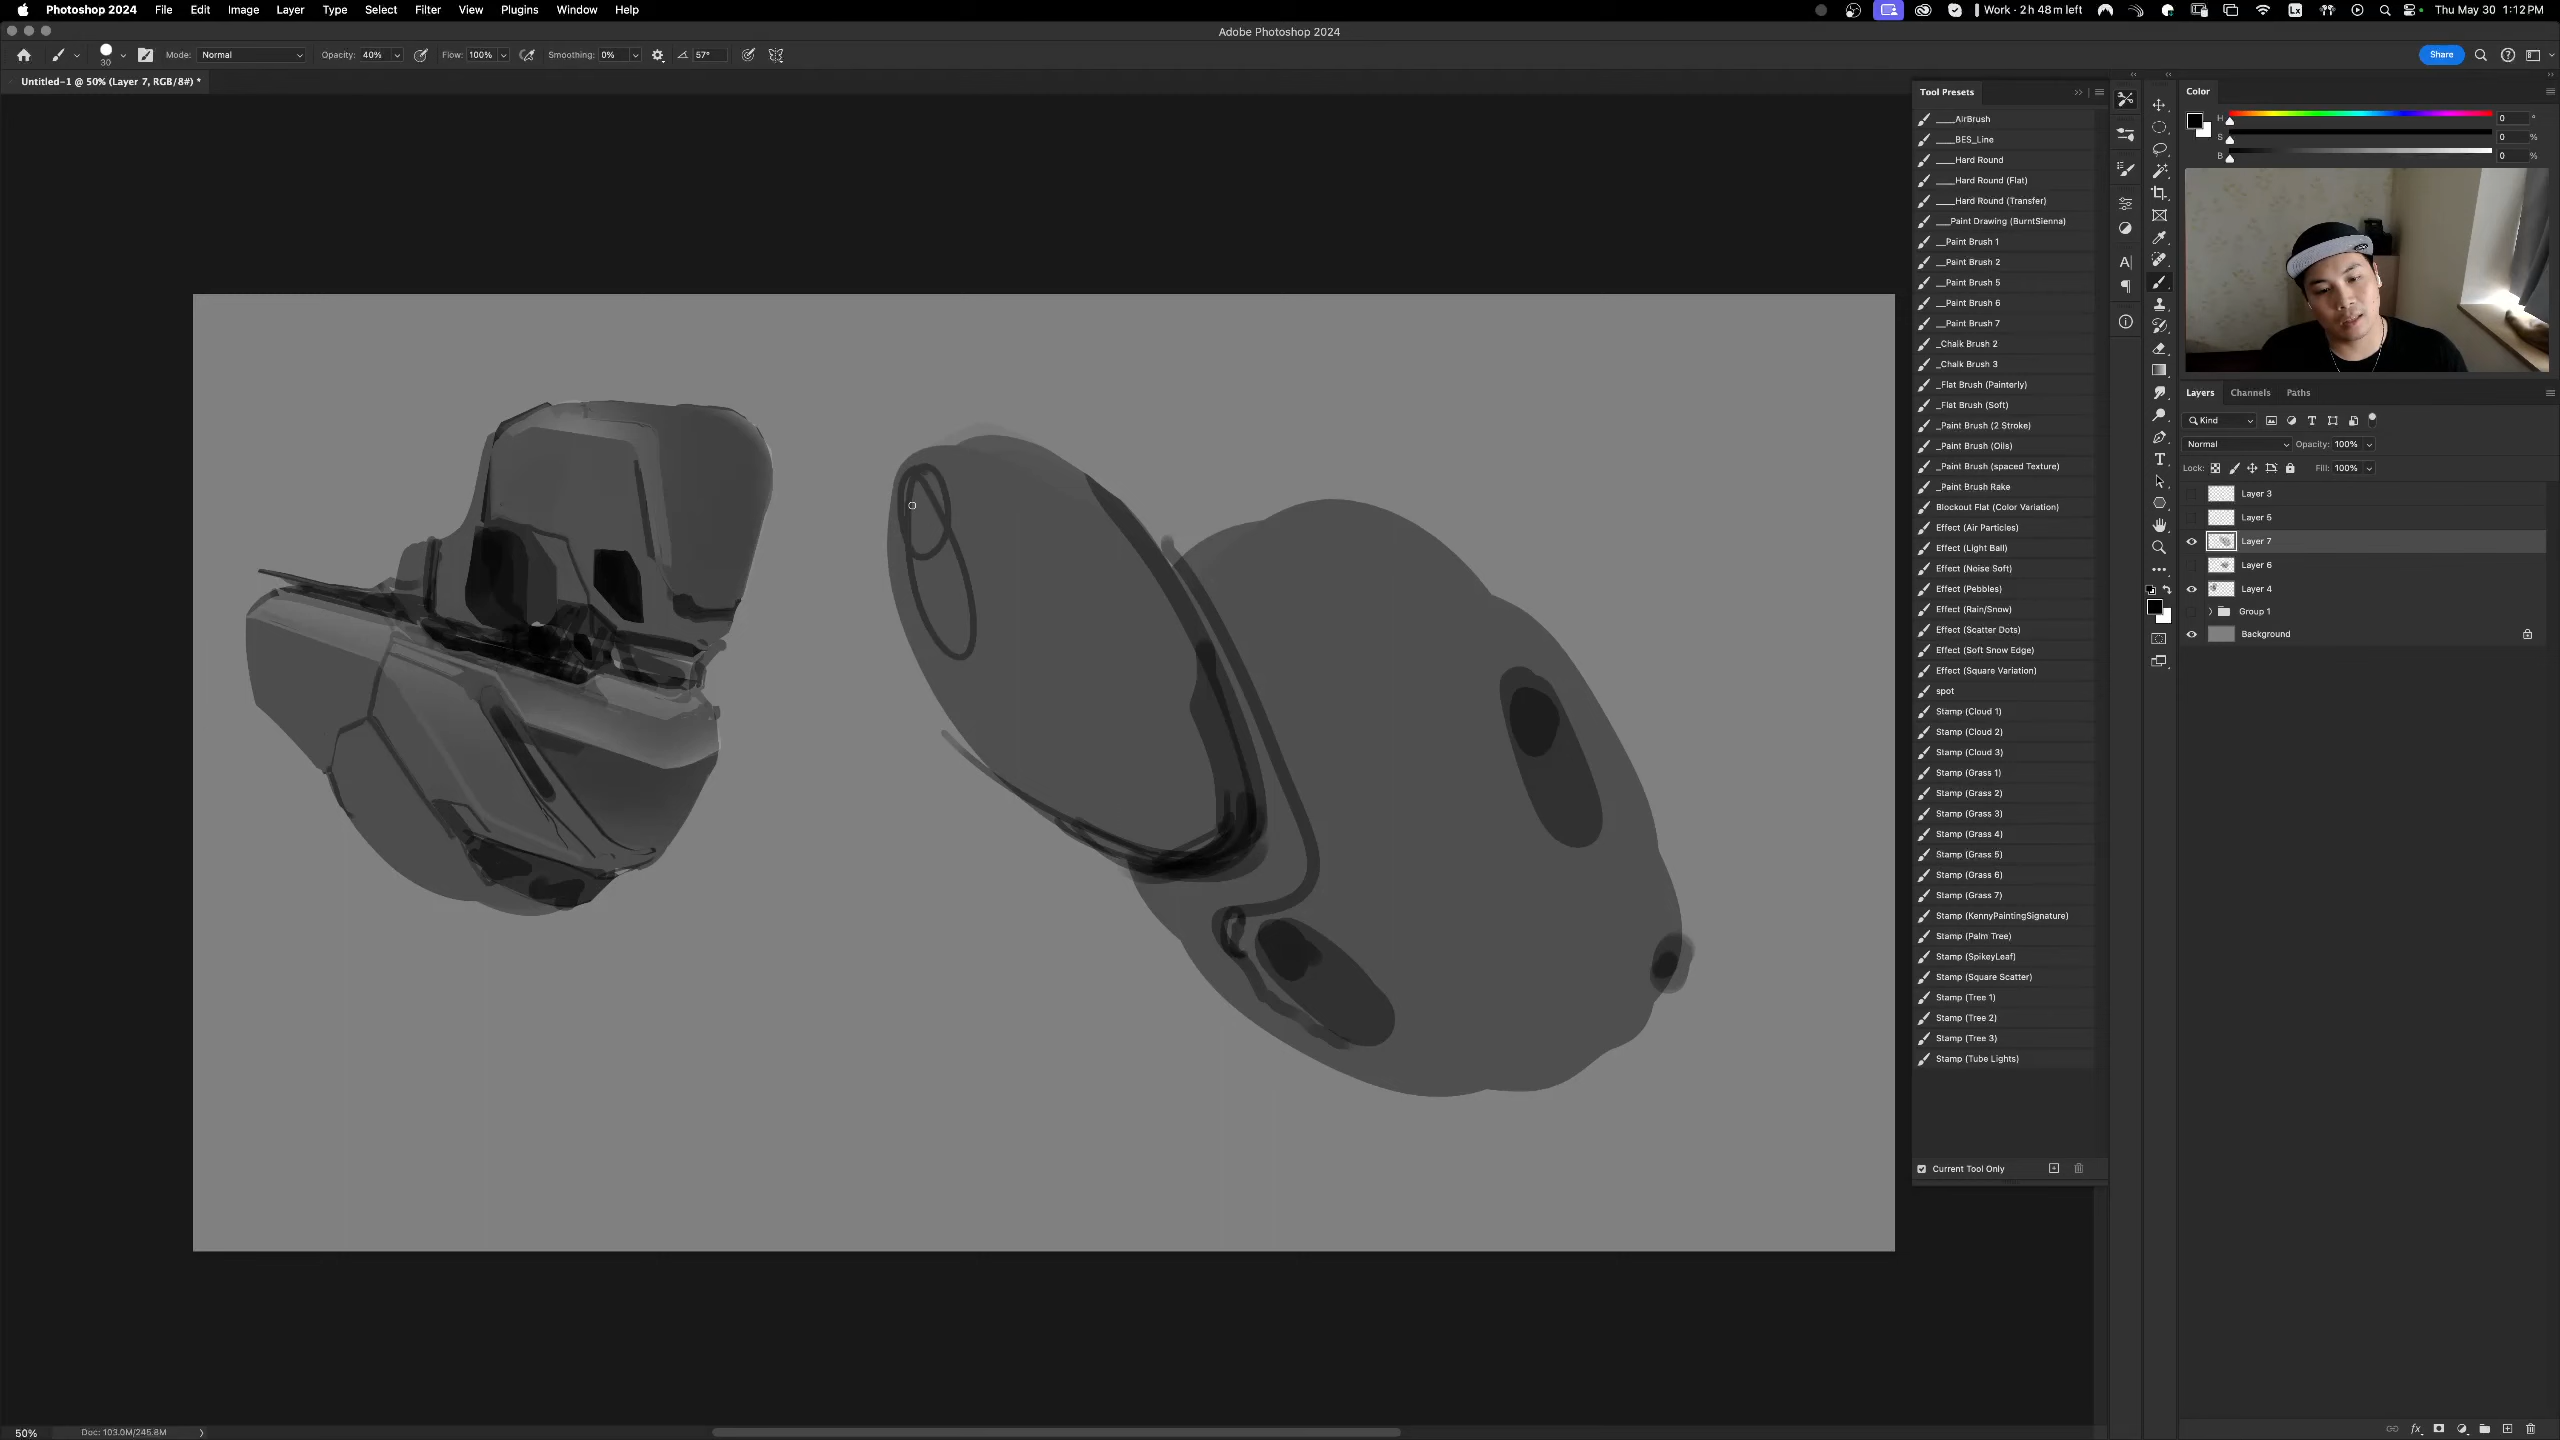 Photoshop 2024 File Edit Image Layer Type Select Filter View Plugins Window Help Work · 2h 48m left Lx Thu May 30 1:12 PM
Adobe Photoshop 2024
30 Mode: Normal Opacity: 40% Flow: 100% Smoothing: 0% 57° Share
Untitled-1 @ 50% (Layer 7, RGB/8#) *
Tool Presets
____AirBrush
____BES_Line
____Hard Round
____Hard Round (Flat)
____Hard Round (Transfer)
___Paint Drawing (BurntSienna)
__Paint Brush 1
__Paint Brush 2
__Paint Brush 5
__Paint Brush 6
__Paint Brush 7
_Chalk Brush 2
_Chalk Brush 3
_Flat Brush (Painterly)
_Flat Brush (Soft)
_Paint Brush (2 Stroke)
_Paint Brush (Oils)
_Paint Brush (spaced Texture)
_Paint Brush Rake
Blockout Flat (Color Variation)
Effect (Air Particles)
Effect (Light Ball)
Effect (Noise Soft)
Effect (Pebbles)
Effect (Rain/Snow)
Effect (Scatter Dots)
Effect (Soft Snow Edge)
Effect (Square Variation)
spot
Stamp (Cloud 1)
Stamp (Cloud 2)
Stamp (Cloud 3)
Stamp (Grass 1)
Stamp (Grass 2)
Stamp (Grass 3)
Stamp (Grass 4)
Stamp (Grass 5)
Stamp (Grass 6)
Stamp (Grass 7)
Stamp (KennyPaintingSignature)
Stamp (Palm Tree)
Stamp (SpikeyLeaf)
Stamp (Square Scatter)
Stamp (Tree 1)
Stamp (Tree 2)
Stamp (Tree 3)
Stamp (Tube Lights)
Current Tool Only
Color
H 0 °
S 0 %
B 0 %
Layers Channels Paths
Kind
Normal Opacity: 100%
Lock: Fill: 100%
Layer 3
Layer 5
Layer 7
Layer 6
Layer 4
Group 1
Background
50% Doc: 103.0M/245.8M